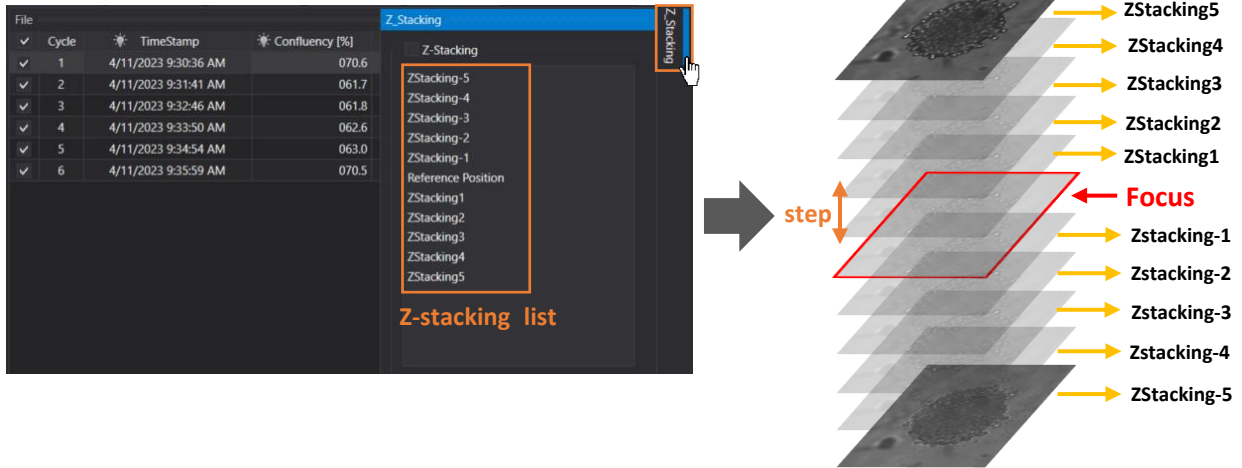 File
Cycle TimeStamp Confluency [%]
1 4/11/2023 9:30:36 AM 070.6
2 4/11/2023 9:31:41 AM 061.7
3 4/11/2023 9:32:46 AM 061.8
4 4/11/2023 9:33:50 AM 062.6
5 4/11/2023 9:34:54 AM 063.0
6 4/11/2023 9:35:59 AM 070.5
Z_Stacking
Z-Stacking
ZStacking-5
ZStacking-4
ZStacking-3
ZStacking-2
ZStacking-1
Reference Position
ZStacking1
ZStacking2
ZStacking3
ZStacking4
ZStacking5
Z-stacking list
Z_Stacking
step
ZStacking5
ZStacking4
ZStacking3
ZStacking2
ZStacking1
Focus
Zstacking-1
Zstacking-2
Zstacking-3
Zstacking-4
ZStacking-5